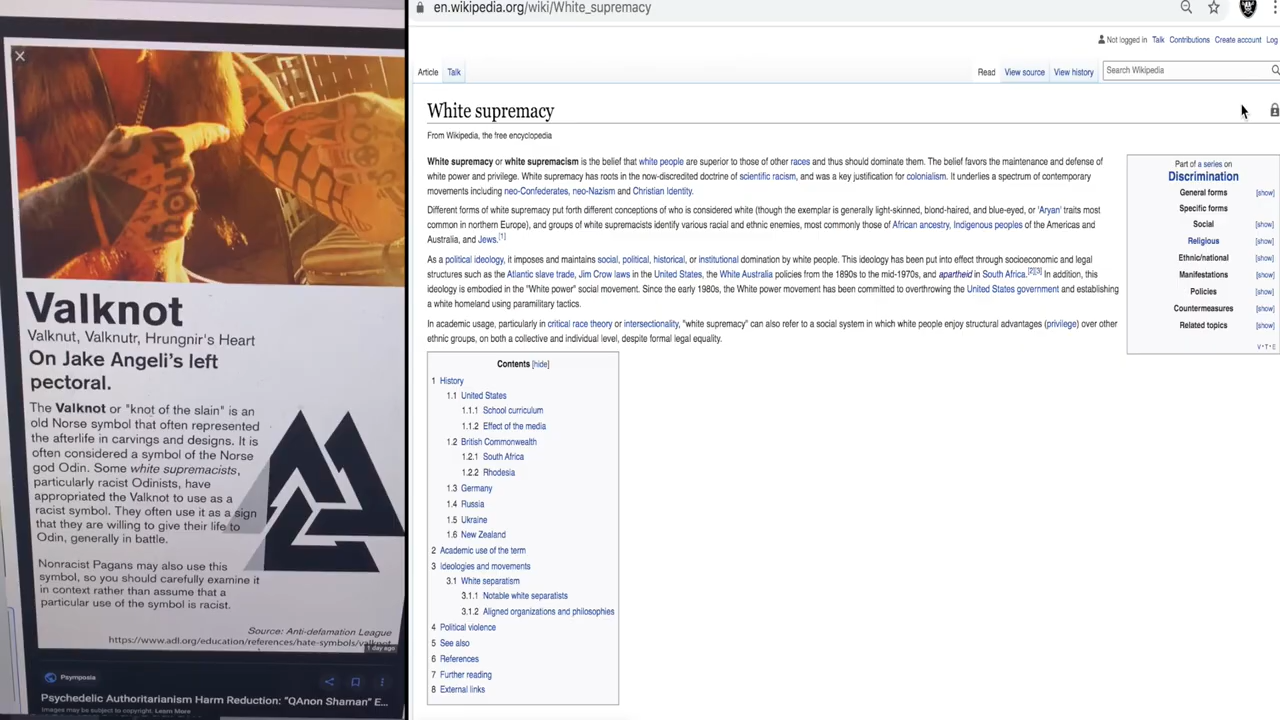 Valknot
Valknut, Valknutr, Hrungnir's Heart
On Jake Angeli's left
pectoral.
The Valknot or "knot of the slain" is an
old Norse symbol that often represented
the afterlife in carvings and designs. It is
often considered a symbol of the Norse
god Odin. Some white supremacists,
particularly racist Odinists, have
appropriated the Valknot to use as a
racist symbol. They often use it as a sign
that they are willing to give their life to
Odin, generally in battle.
Nonracist Pagans may also use this
symbol, so you should carefully examine it
in context rather than assume that a
particular use of the symbol is racist.
Source: Anti-defamation League
https://www.adl.org/education/references/hate-symbols/valknot
1 day ago
Psymposia
Psychedelic Authoritarianism Harm Reduction: "QAnon Shaman" E...
Images may be subject to copyright. Learn More
en.wikipedia.org/wiki/White_supremacy
Not logged in Talk Contributions Create account Log
Article Talk Read View source View history Search Wikipedia
White supremacy
From Wikipedia, the free encyclopedia
White supremacy or white supremacism is the belief that white people are superior to those of other races and thus should dominate them. The belief favors the maintenance and defense of
white power and privilege. White supremacy has roots in the now-discredited doctrine of scientific racism, and was a key justification for colonialism. It underlies a spectrum of contemporary
movements including neo-Confederates, neo-Nazism and Christian Identity.
Different forms of white supremacy put forth different conceptions of who is considered white (though the exemplar is generally light-skinned, blond-haired, and blue-eyed, or 'Aryan' traits most
common in northern Europe), and groups of white supremacists identify various racial and ethnic enemies, most commonly those of African ancestry, Indigenous peoples of the Americas and
Australia, and Jews.[1]
As a political ideology, it imposes and maintains social, political, historical, or institutional domination by white people. This ideology has been put into effect through socioeconomic and legal
structures such as the Atlantic slave trade, Jim Crow laws in the United States, the White Australia policies from the 1890s to the mid-1970s, and apartheid in South Africa.[2][3] In addition, this
ideology is embodied in the "White power" social movement. Since the early 1980s, the White power movement has been committed to overthrowing the United States government and establishing
a white homeland using paramilitary tactics.
In academic usage, particularly in critical race theory or intersectionality, "white supremacy" can also refer to a social system in which white people enjoy structural advantages (privilege) over other
ethnic groups, on both a collective and individual level, despite formal legal equality.
Part of a series on
Discrimination
General forms [show]
Specific forms
Social [show]
Religious [show]
Ethnic/national [show]
Manifestations [show]
Policies [show]
Countermeasures [show]
Related topics [show]
V·T·E
Contents [hide]
1 History
1.1 United States
1.1.1 School curriculum
1.1.2 Effect of the media
1.2 British Commonwealth
1.2.1 South Africa
1.2.2 Rhodesia
1.3 Germany
1.4 Russia
1.5 Ukraine
1.6 New Zealand
2 Academic use of the term
3 Ideologies and movements
3.1 White separatism
3.1.1 Notable white separatists
3.1.2 Aligned organizations and philosophies
4 Political violence
5 See also
6 References
7 Further reading
8 External links